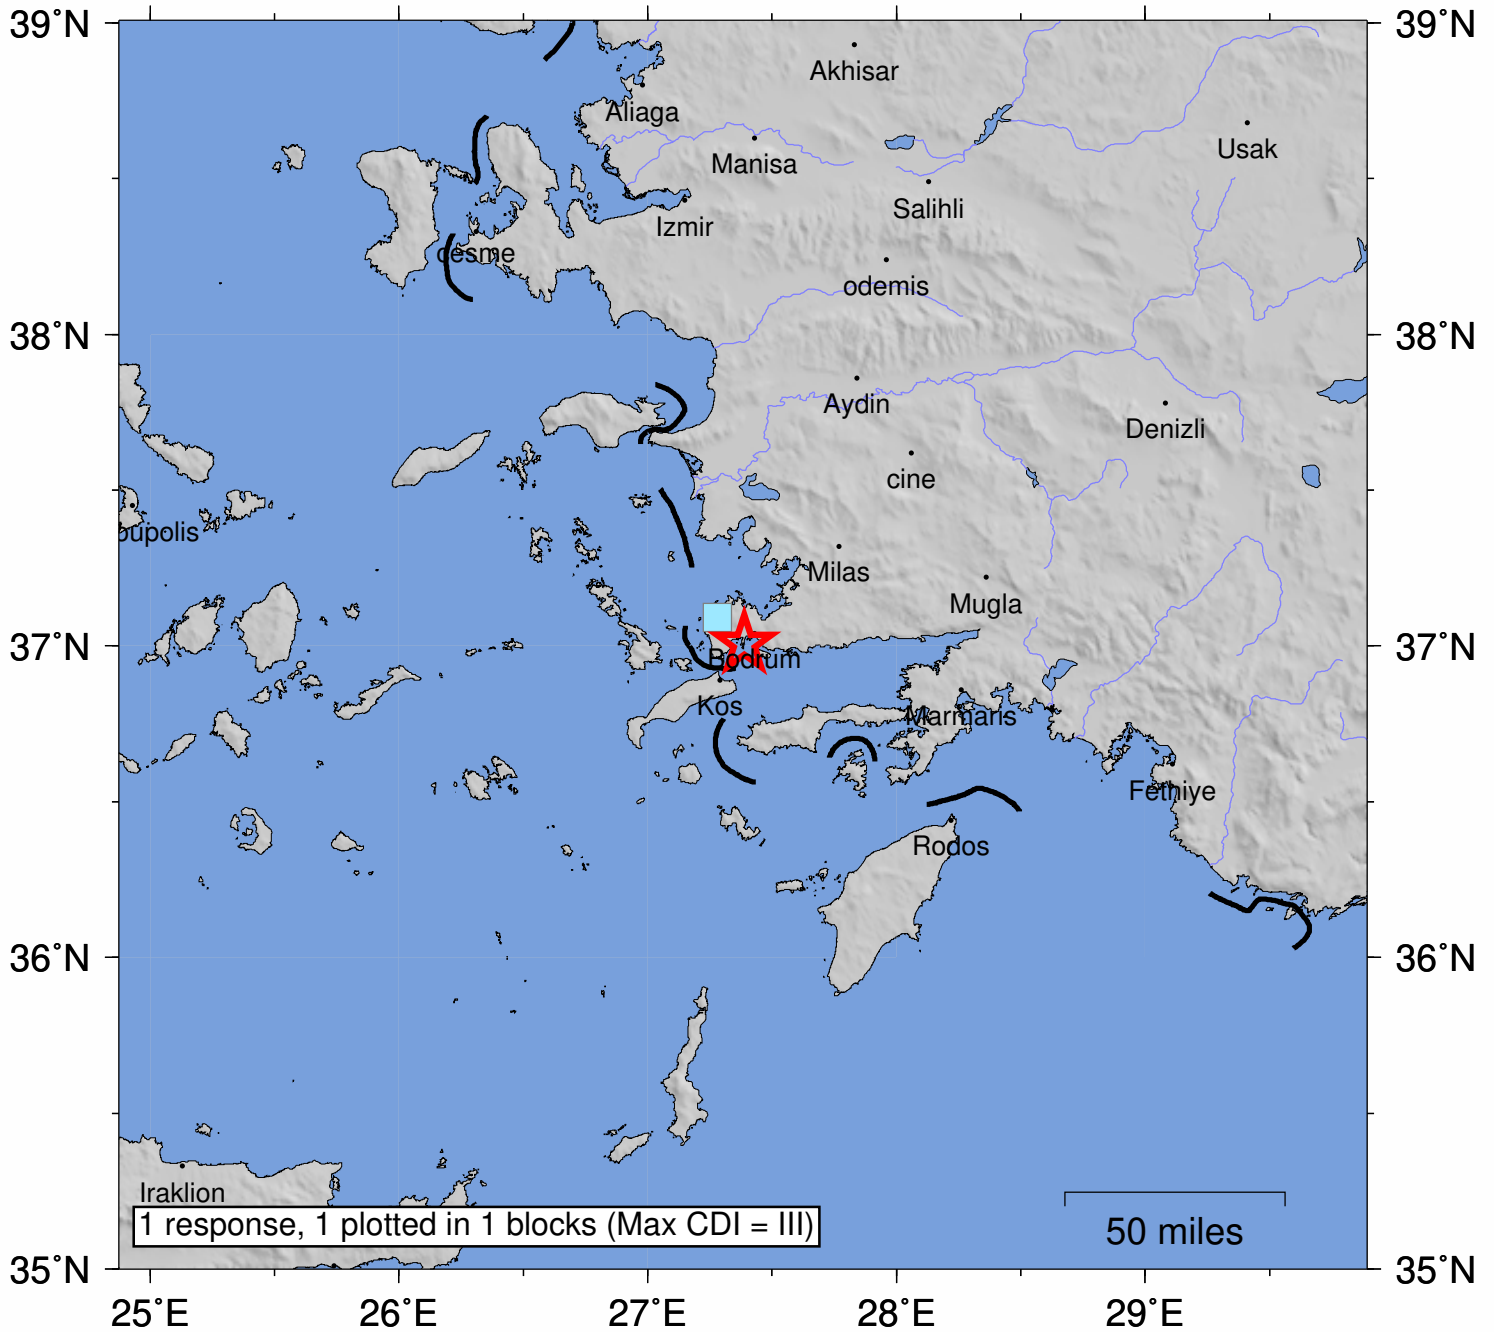 39°N
39°N
Akhisar
Aliaga
Usak
Manisa
Salihli
Izmir
cesme
odemis
38°N
38°N
Aydin
Denizli
cine
oupolis
Milas
Mugla
37°N
37°N
Bodrum
Kos
Marmaris
Fethiye
Rodos
36°N
36°N
Iraklion
1 response, 1 plotted in 1 blocks (Max CDI = III)
50 miles
35°N
35°N
25°E
26°E
27°E
28°E
29°E